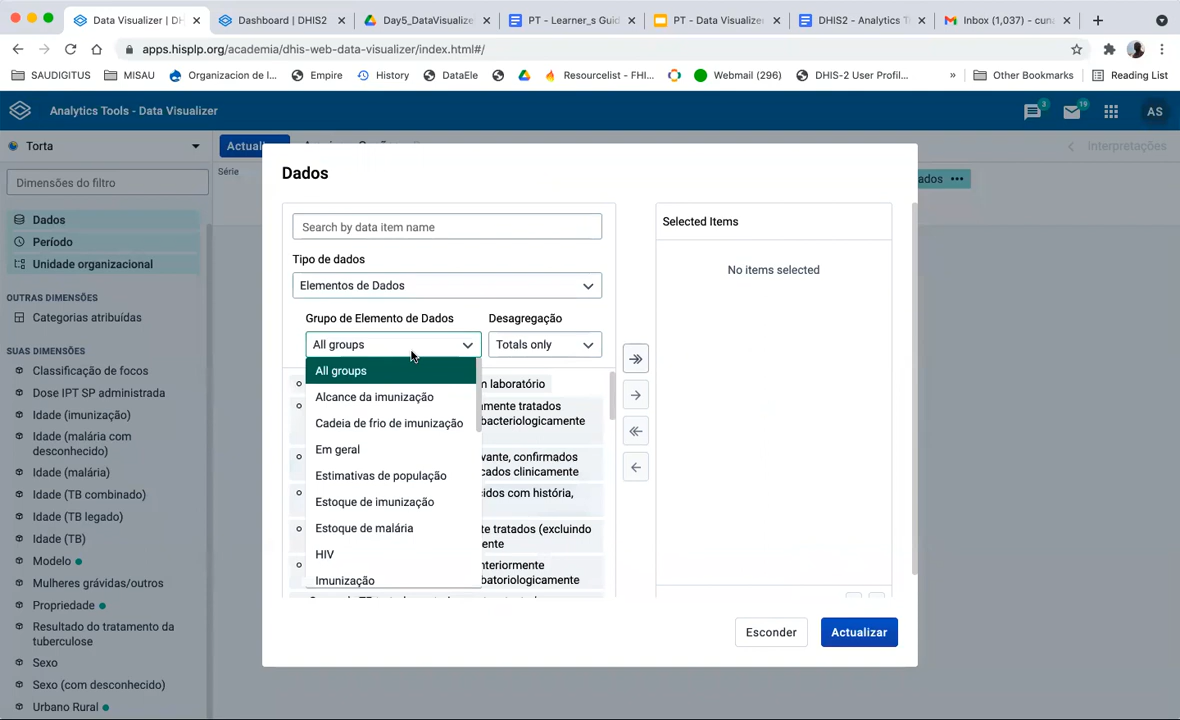 Data Visualizer | DH
Dashboard | DHIS2
Day5_DataVisualize
PT - Learner_s Guid
PT - Data Visualize
DHIS2 - Analytics T
Inbox (1,037) - cuna
apps.hisplp.org/academia/dhis-web-data-visualizer/index.html#/
SAUDIGITUS
MISAU
Organizacion de I...
Empire
History
DataEle
Resourcelist - FHI...
Webmail (296)
DHIS-2 User Profil...
»
Other Bookmarks
Reading List
Analytics Tools - Data Visualizer
3
19
AS
Torta
Actual
Interpretações
Série
ados
Dimensões do filtro
Dados
Período
Unidade organizacional
OUTRAS DIMENSÕES
Categorias atribuídas
SUAS DIMENSÕES
Classificação de focos
Dose IPT SP administrada
Idade (imunização)
Idade (malária com
desconhecido)
Idade (malária)
Idade (TB combinado)
Idade (TB legado)
Idade (TB)
Modelo
Mulheres grávidas/outros
Propriedade
Resultado do tratamento da
tuberculose
Sexo
Sexo (com desconhecido)
Urbano Rural
Dados
Search by data item name
Tipo de dados
Elementos de Dados
Grupo de Elemento de Dados
Desagregação
All groups
Totals only
All groups
Alcance da imunização
Cadeia de frio de imunização
Em geral
Estimativas de população
Estoque de imunização
Estoque de malária
HIV
Imunização
m laboratório
amente tratados
bacteriologicamente
vante, confirmados
cados clinicamente
cidos com história,
te tratados (excluindo
ente
nteriormente
batoriologicamente
Selected Items
No items selected
Esconder
Actualizar